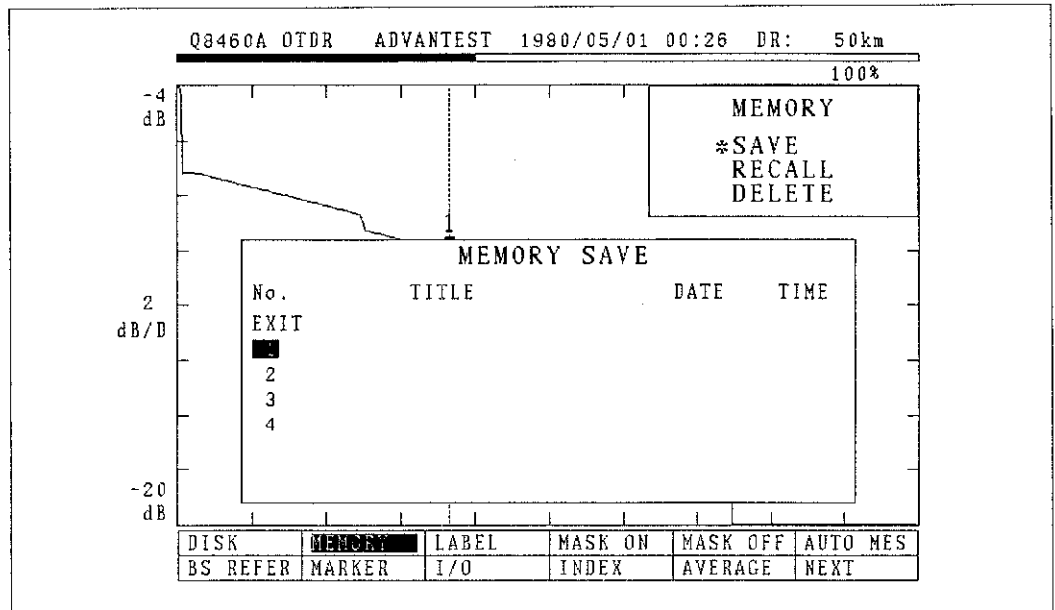 Q8460A OTDR ADVANTEST 1980/05/01 00:26 DR: 50km
100%
-4
dB
MEMORY
*SAVE
RECALL
DELETE
1
MEMORY SAVE
No. TITLE DATE TIME
2
dB/D
EXIT
1
2
3
4
-20
dB
DISK MEMORY LABEL MASK ON MASK OFF AUTO MES
BS REFER MARKER I/O INDEX AVERAGE NEXT